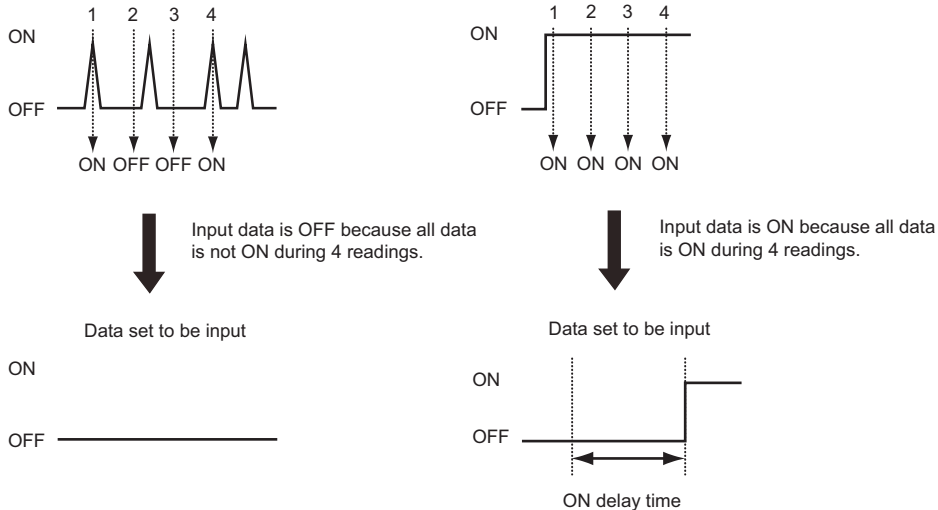 1 2 3 4
ON
OFF
ON OFF OFF ON
Input data is OFF because all data
is not ON during 4 readings.
Data set to be input
ON
OFF
1 2 3 4
ON
OFF
ON ON ON ON
Input data is ON because all data
is ON during 4 readings.
Data set to be input
ON
OFF
ON delay time